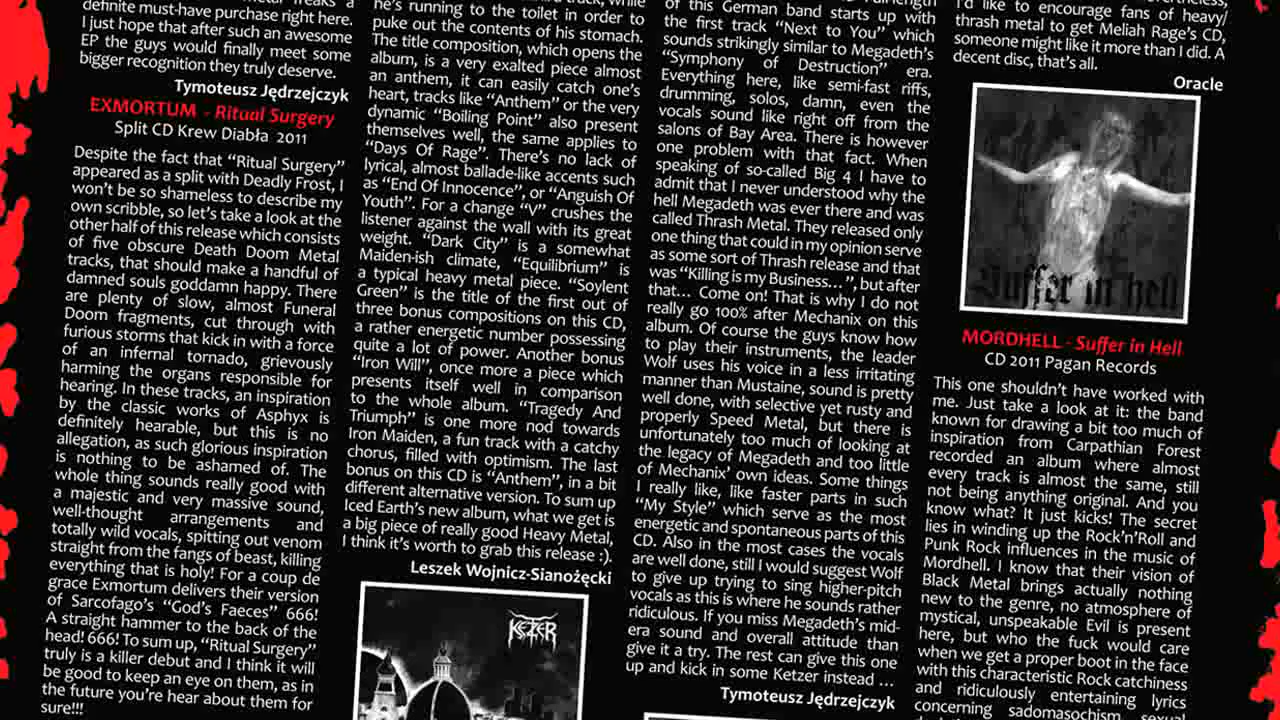 definite must-have purchase right here.
I just hope that after such an awesome
EP the guys would finally meet some
bigger recognition they truly deserve.
Tymoteusz Jędrzejczyk
EXMORTUM - Ritual Surgery
Split CD Krew Diabła 2011
Despite the fact that “Ritual Surgery”
appeared as a split with Deadly Frost, I
won’t be so shameless to describe my
own scribble, so let’s take a look at the
other half of this release which consists
of five obscure Death Doom Metal
tracks, that should make a handful of
damned souls goddamn happy. There
are plenty of slow, almost Funeral
Doom fragments, cut through with
furious storms that kick in with a force
of an infernal tornado, grievously
harming the organs responsible for
hearing. In these tracks, an inspiration
by the classic works of Asphyx is
definitely hearable, but this is no
allegation, as such glorious inspiration
is nothing to be ashamed of. The
whole thing sounds really good with
a majestic and very massive sound,
well-thought arrangements and
totally wild vocals, spitting out venom
straight from the fangs of beast, killing
everything that is holy! For a coup de
grace Exmortum delivers their version
of Sarcofago’s “God’s Faeces” 666!
A straight hammer to the back of the
head! 666! To sum up, “Ritual Surgery”
truly is a killer debut and I think it will
be good to keep an eye on them, as in
the future you’re hear about them for
sure!!!
he’s running to the toilet in order to
puke out the contents of his stomach.
The title composition, which opens the
album, is a very exalted piece almost
an anthem, it can easily catch one’s
heart, tracks like “Anthem” or the very
dynamic “Boiling Point” also present
themselves well, the same applies to
“Days Of Rage”. There’s no lack of
lyrical, almost ballade-like accents such
as “End Of Innocence”, or “Anguish Of
Youth”. For a change “V” crushes the
listener against the wall with its great
weight. “Dark City” is a somewhat
Maiden-ish climate, “Equilibrium” is
a typical heavy metal piece. “Soylent
Green” is the title of the first out of
three bonus compositions on this CD,
a rather energetic number possessing
quite a lot of power. Another bonus
“Iron Will”, once more a piece which
presents itself well in comparison
to the whole album. “Tragedy And
Triumph” is one more nod towards
Iron Maiden, a fun track with a catchy
chorus, filled with optimism. The last
bonus on this CD is “Anthem”, in a bit
different alternative version. To sum up
Iced Earth’s new album, what we get is
a big piece of really good Heavy Metal,
I think it’s worth to grab this release :).
Leszek Wojnicz-Sianożęcki
KETZER
of this German band starts up with
the first track “Next to You” which
sounds strikingly similar to Megadeth’s
“Symphony of Destruction” era.
Everything here, like semi-fast riffs,
drumming, solos, damn, even the
vocals sound like right off from the
salons of Bay Area. There is however
one problem with that fact. When
speaking of so-called Big 4 I have to
admit that I never understood why the
hell Megadeth was ever there and was
called Thrash Metal. They released only
one thing that could in my opinion serve
as some sort of Thrash release and that
was “Killing is my Business…”, but after
that… Come on! That is why I do not
really go 100% after Mechanix on this
album. Of course the guys know how
to play their instruments, the leader
Wolf uses his voice in a less irritating
manner than Mustaine, sound is pretty
well done, with selective yet rusty and
properly Speed Metal, but there is
unfortunately too much of looking at
the legacy of Megadeth and too little
of Mechanix’ own ideas. Some things
I really like, like faster parts in such
“My Style” which serve as the most
energetic and spontaneous parts of this
CD. Also in the most cases the vocals
are well done, still I would suggest Wolf
to give up trying to sing higher-pitch
vocals as this is where he sounds rather
ridiculous. If you miss Megadeth’s mid-
era sound and overall attitude than
give it a try. The rest can give this one
up and kick in some Ketzer instead …
Tymoteusz Jędrzejczyk
I’d like to encourage fans of heavy/
thrash metal to get Meliah Rage’s CD,
someone might like it more than I did. A
decent disc, that’s all.
Oracle
Suffer in hell
MORDHELL - Suffer in Hell
CD 2011 Pagan Records
This one shouldn’t have worked with
me. Just take a look at it: the band
known for drawing a bit too much of
inspiration from Carpathian Forest
recorded an album where almost
every track is almost the same, still
not being anything original. And you
know what? It just kicks! The secret
lies in winding up the Rock’n’Roll and
Punk Rock influences in the music of
Mordhell. I know that their vision of
Black Metal brings actually nothing
new to the genre, no atmosphere of
mystical, unspeakable Evil is present
here, but who the fuck would care
when we get a proper boot in the face
with this characteristic Rock catchiness
and ridiculously entertaining lyrics
concerning sadomasochism, sexual